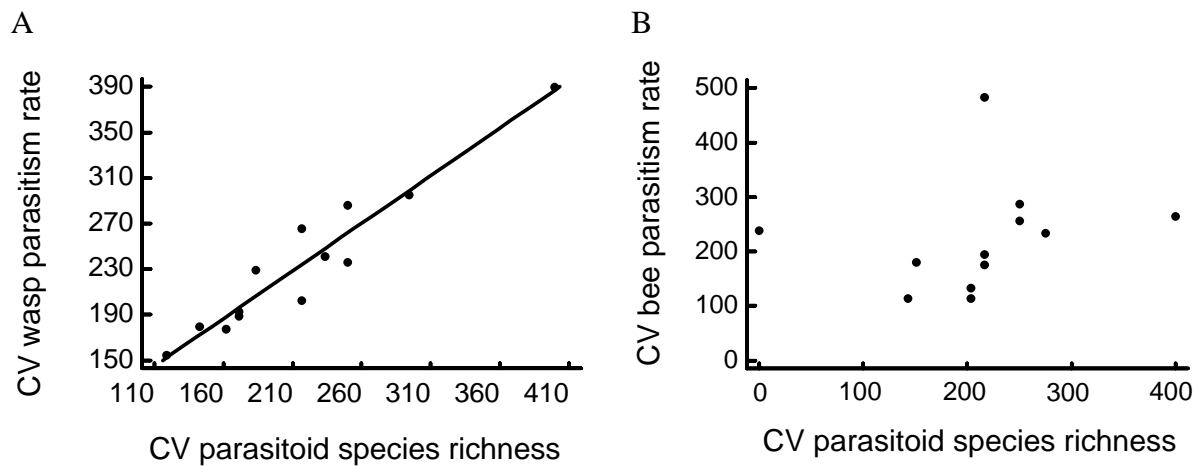 A
CV wasp parasitism rate
390
350
310
270
230
190
150
110 160 210 260 310 360 410
CV parasitoid species richness
B
CV bee parasitism rate
500
400
300
200
100
0
0 100 200 300 400
CV parasitoid species richness